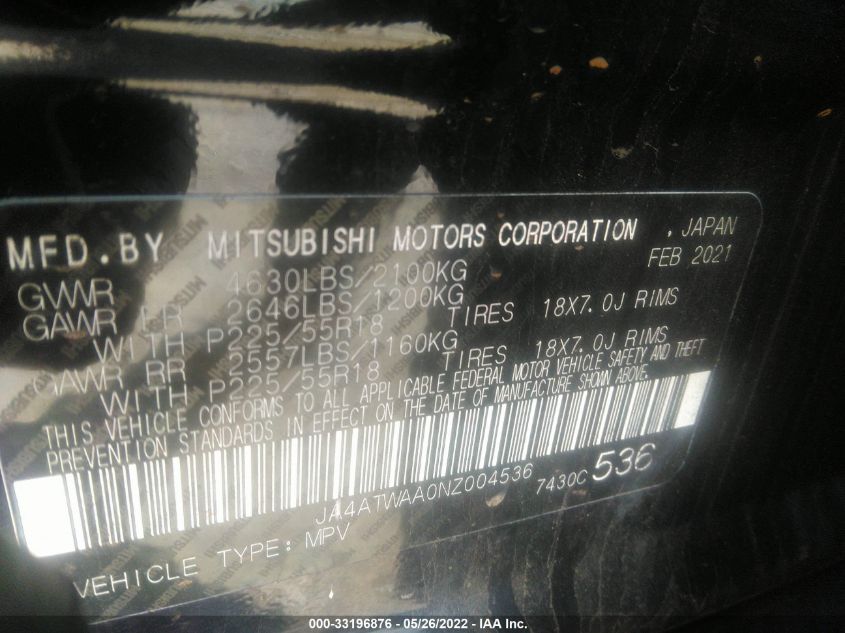 MFD.BY MITSUBISHI MOTORS CORPORATION , JAPAN
FEB 2021
GVWR 4630LBS/2100KG
GAWR FR 2646LBS/1200KG
WITH P225/55R18 TIRES 18X7.0J RIMS
GAWR RR 2557LBS/1160KG
WITH P225/55R18 TIRES 18X7.0J RIMS
THIS VEHICLE CONFORMS TO ALL APPLICABLE FEDERAL MOTOR VEHICLE SAFETY AND THEFT
PREVENTION STANDARDS IN EFFECT ON THE DATE OF MANUFACTURE SHOWN ABOVE.
JA4ATWAA0NZ004536 7430C 536
VEHICLE TYPE: MPV
000-33196876 - 05/26/2022 - IAA Inc.